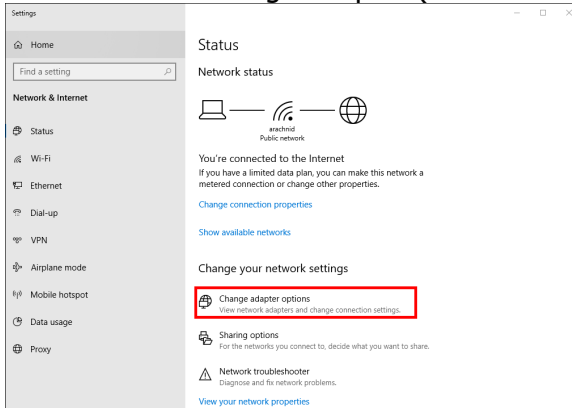 Settings
Home
Find a setting
Network & Internet
Status
Wi-Fi
Ethernet
Dial-up
VPN
Airplane mode
Mobile hotspot
Data usage
Proxy
Status
Network status
arachnid
Public network
You're connected to the Internet
If you have a limited data plan, you can make this network a
metered connection or change other properties.
Change connection properties
Show available networks
Change your network settings
Change adapter options
View network adapters and change connection settings.
Sharing options
For the networks you connect to, decide what you want to share.
Network troubleshooter
Diagnose and fix network problems.
View your network properties